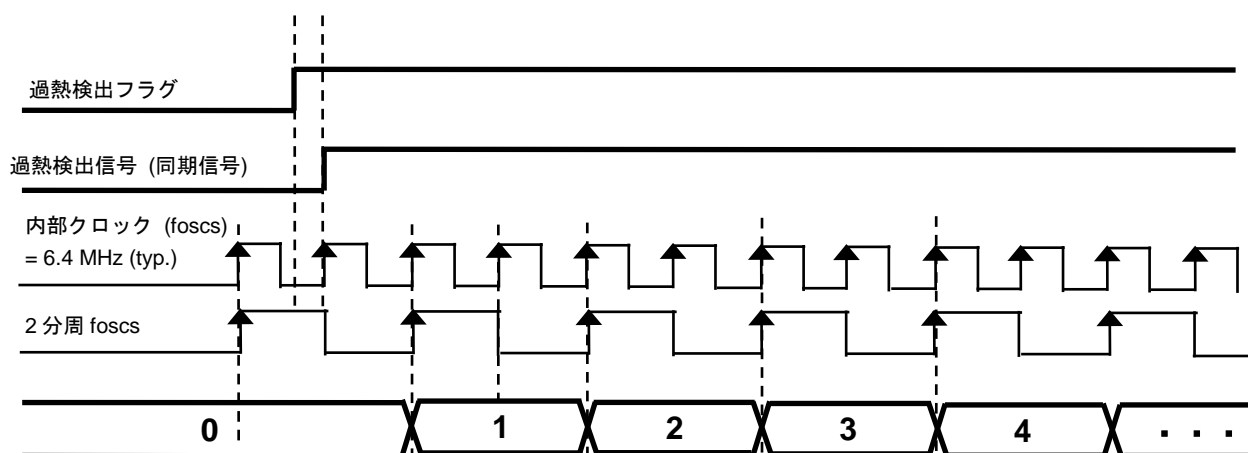 過熱検出フラグ
過熱検出信号 (同期信号)
内部クロック (foscs)
= 6.4 MHz (typ.)
2 分周 foscs
0 1 2 3 4 ・・・